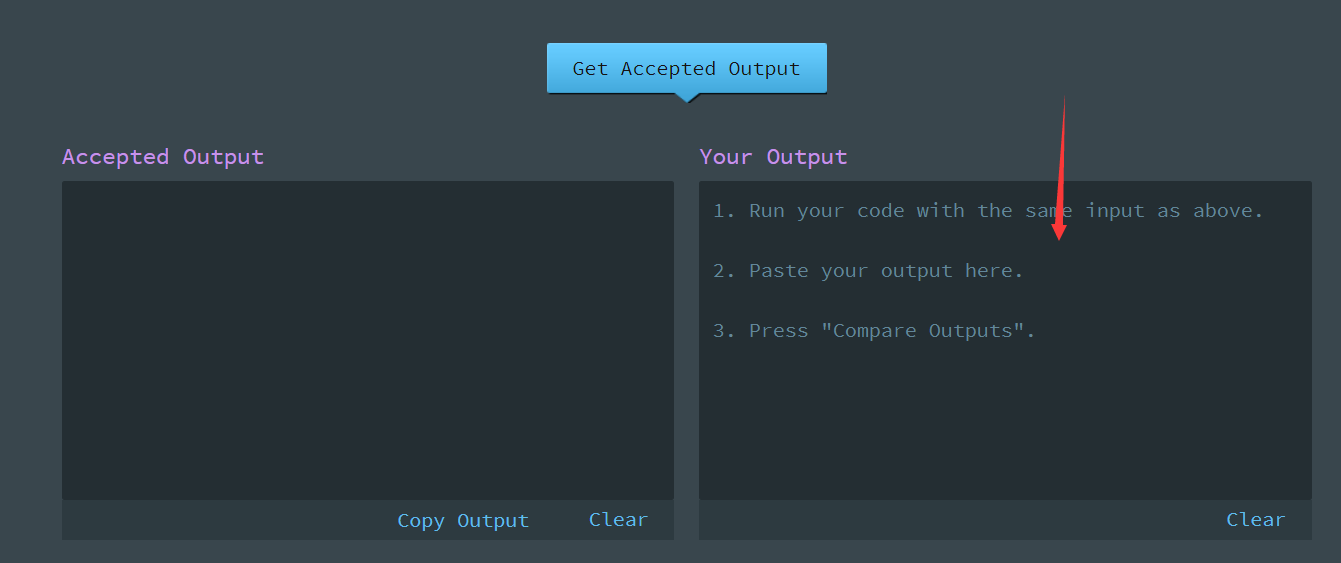 Get Accepted Output
Accepted Output
Your Output
1. Run your code with the same input as above.
2. Paste your output here.
3. Press "Compare Outputs".
Copy Output
Clear
Clear